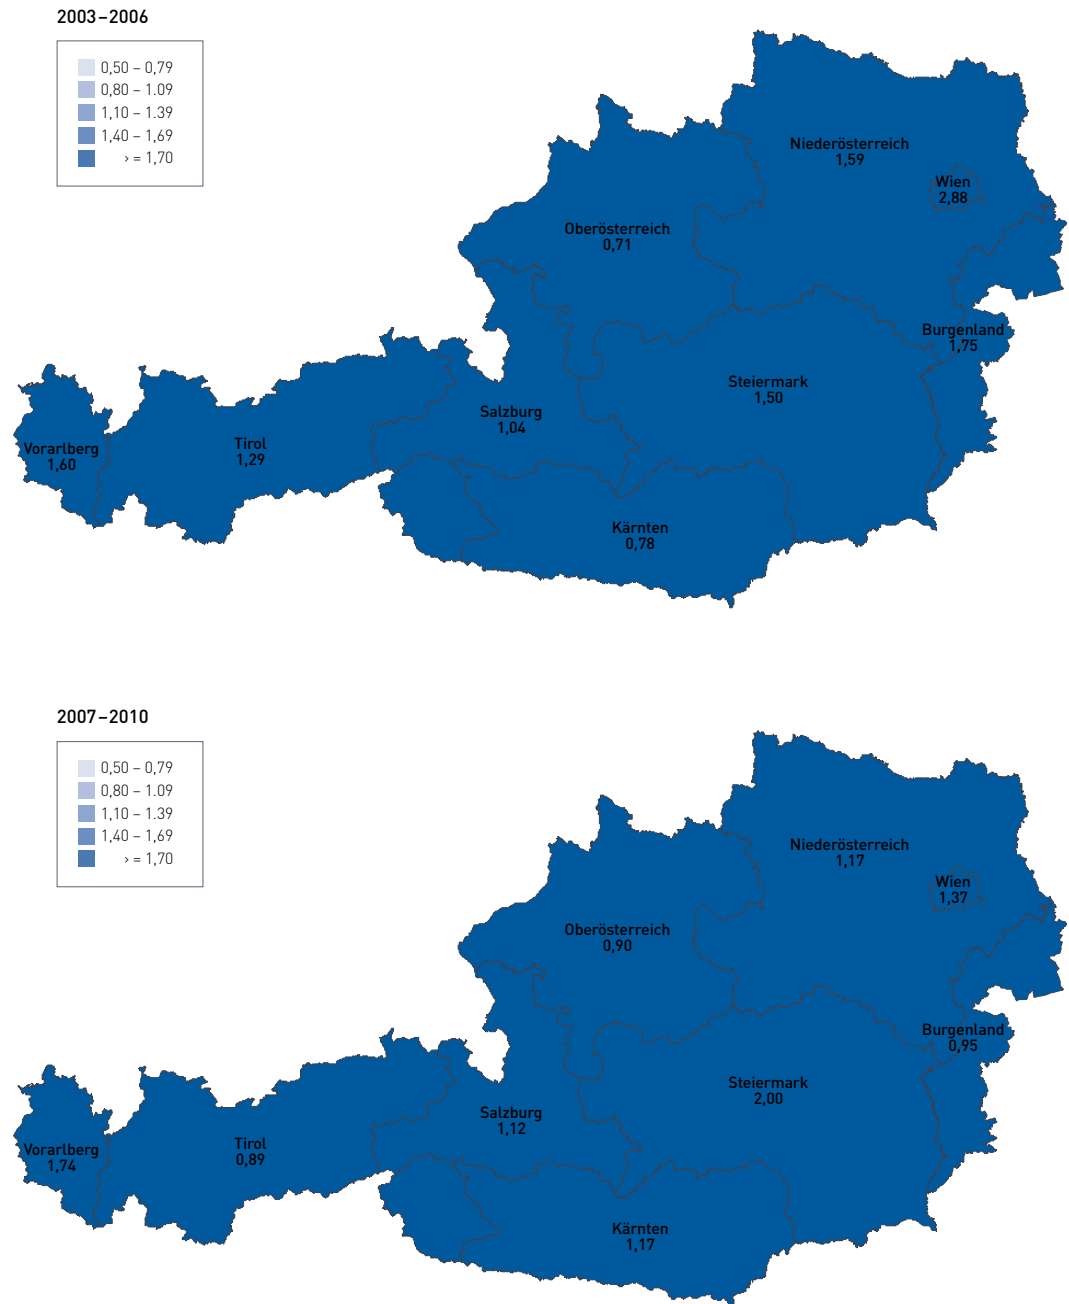 2003–2006
0,50 – 0,79
0,80 – 1.09
1,10 – 1.39
1,40 – 1,69
› = 1,70
Niederösterreich
1,59
Wien
2,88
Oberösterreich
0,71
Burgenland
1,75
Steiermark
1,50
Salzburg
1,04
Tirol
1,29
Vorarlberg
1,60
Kärnten
0,78
2007–2010
0,50 – 0,79
0,80 – 1.09
1,10 – 1.39
1,40 – 1,69
› = 1,70
Niederösterreich
1,17
Wien
1,37
Oberösterreich
0,90
Burgenland
0,95
Steiermark
2,00
Salzburg
1,12
Tirol
0,89
Vorarlberg
1,74
Kärnten
1,17